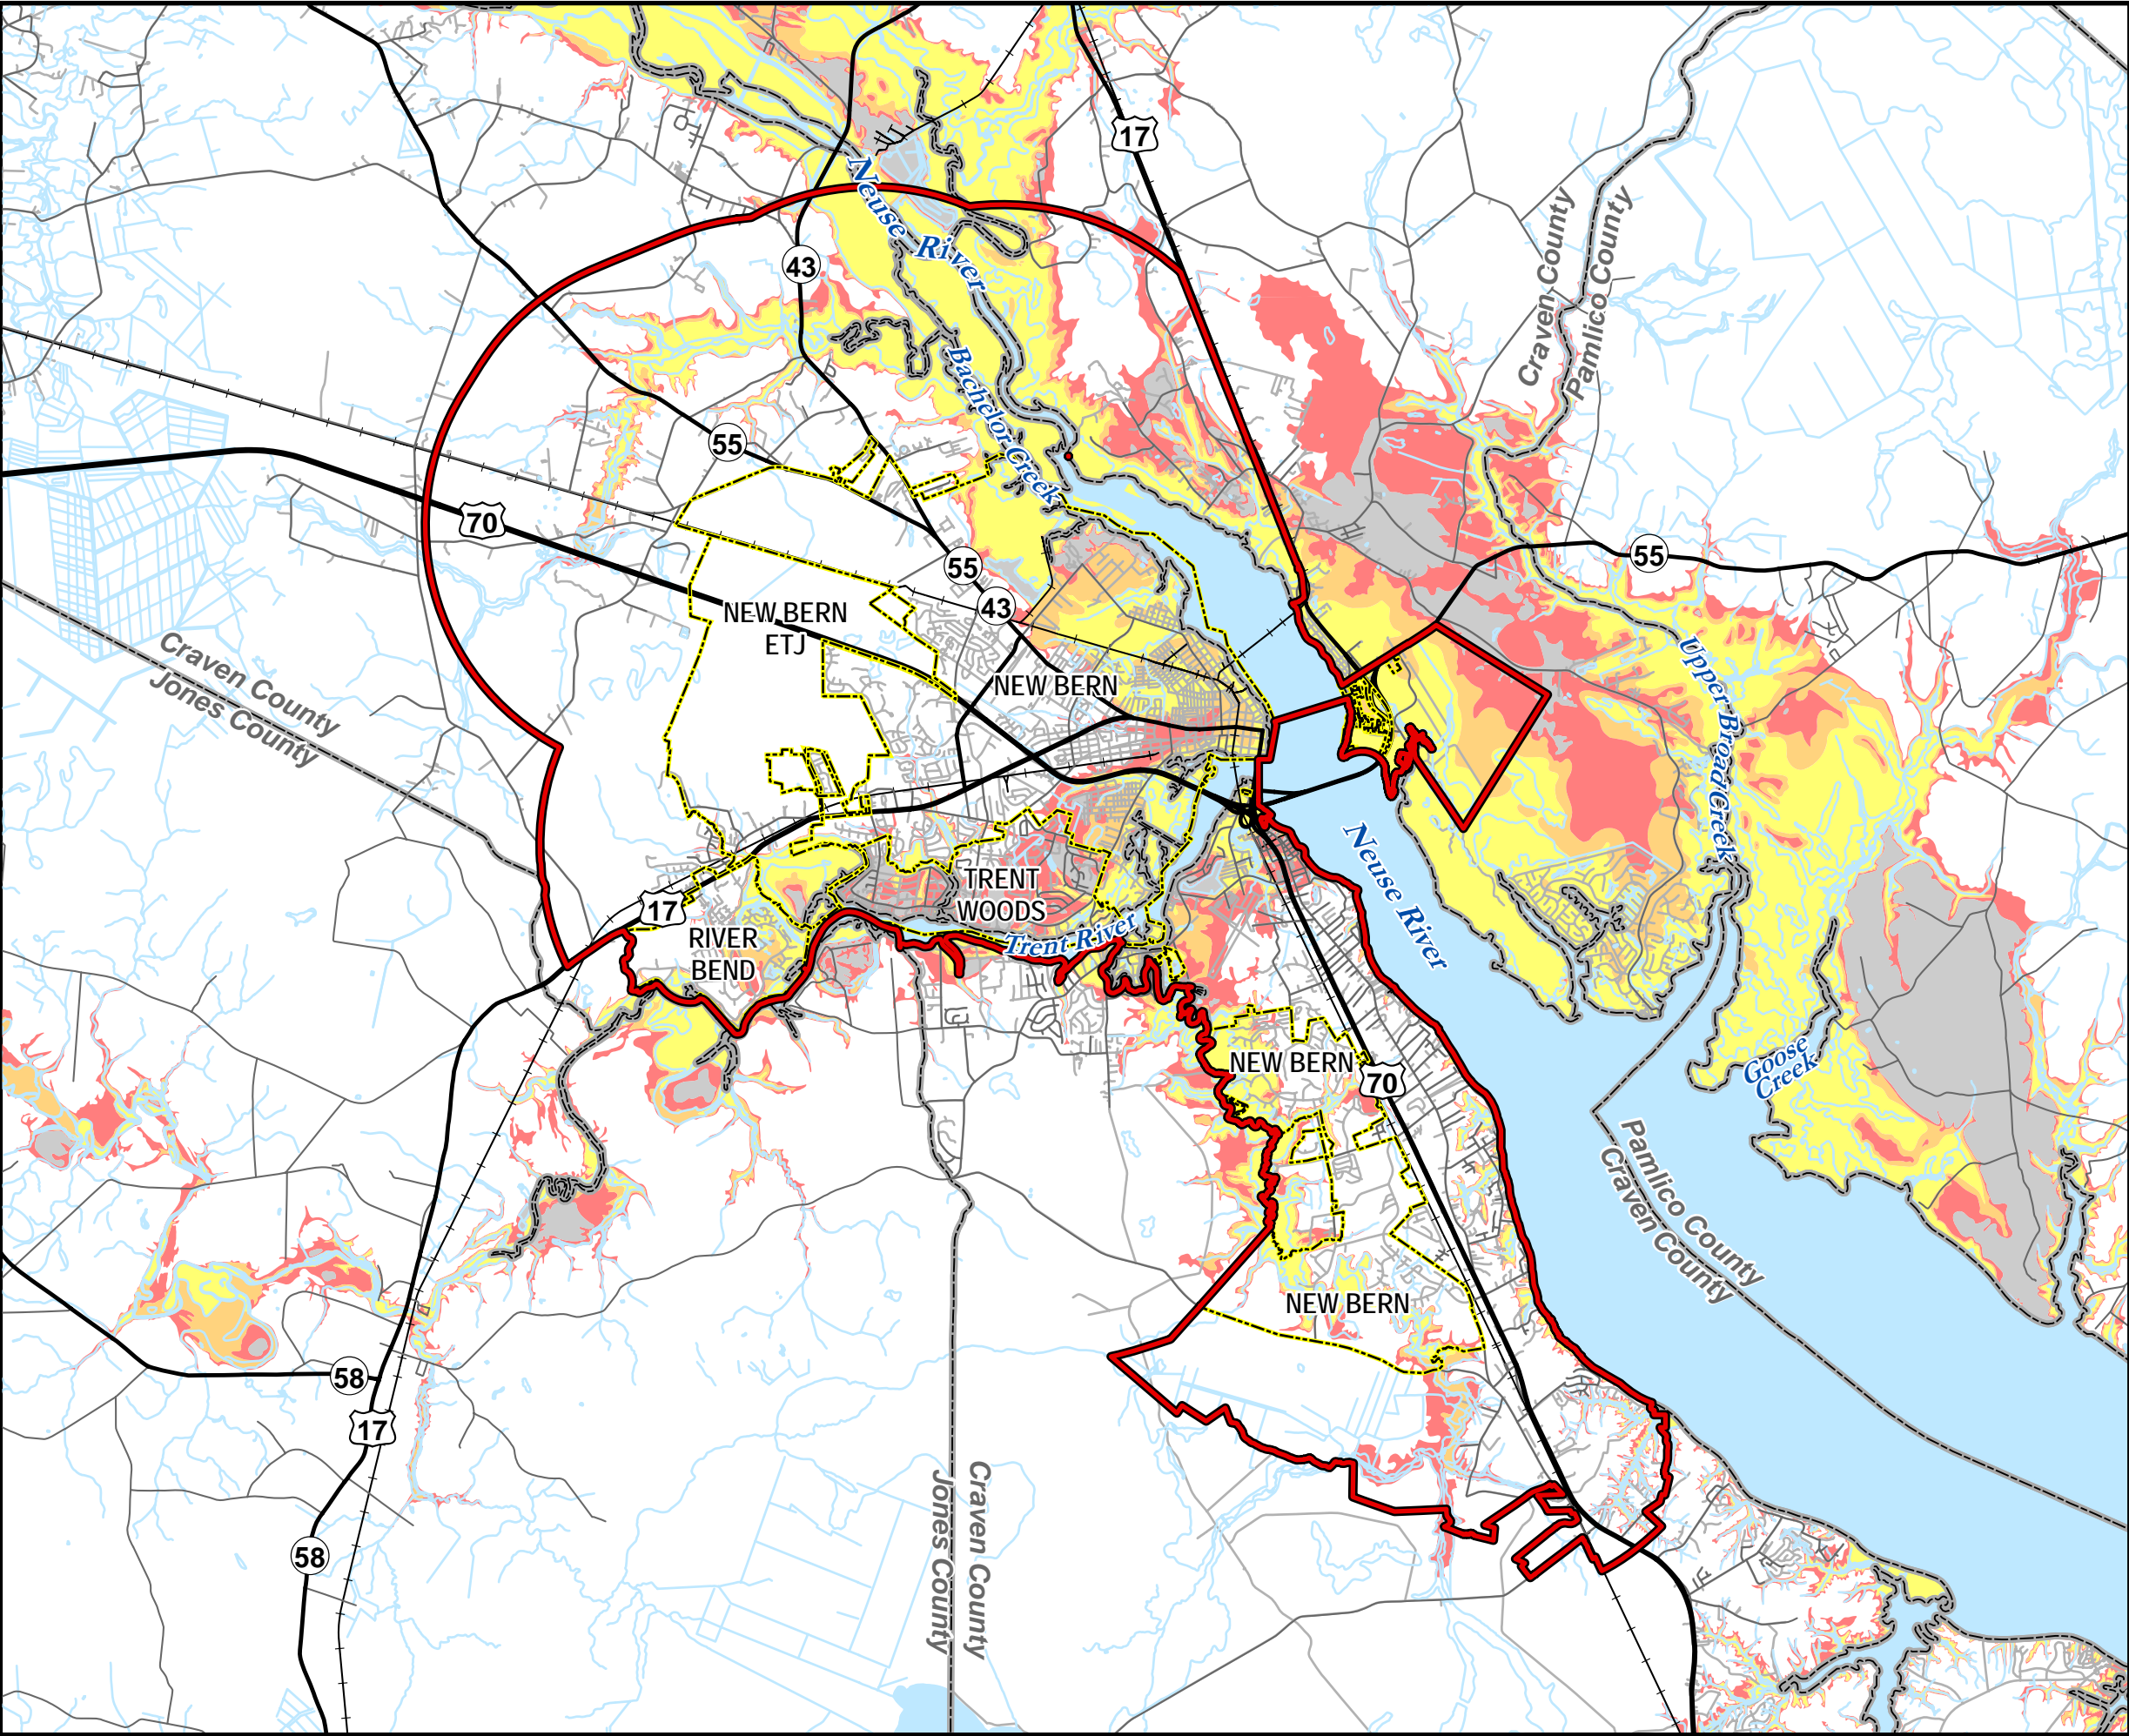 17
Neuse River
43
Craven County
Pamlico County
Bachelor Creek
55
70
55
55
43
NEW BERN
ETJ
Craven County
Jones County
NEW BERN
Upper Broad Creek
Neuse River
TRENT
WOODS
17
Trent River
RIVER
BEND
NEW BERN
70
Goose
Creek
Pamlico County
Craven County
NEW BERN
58
17
Jones County
Craven County
58